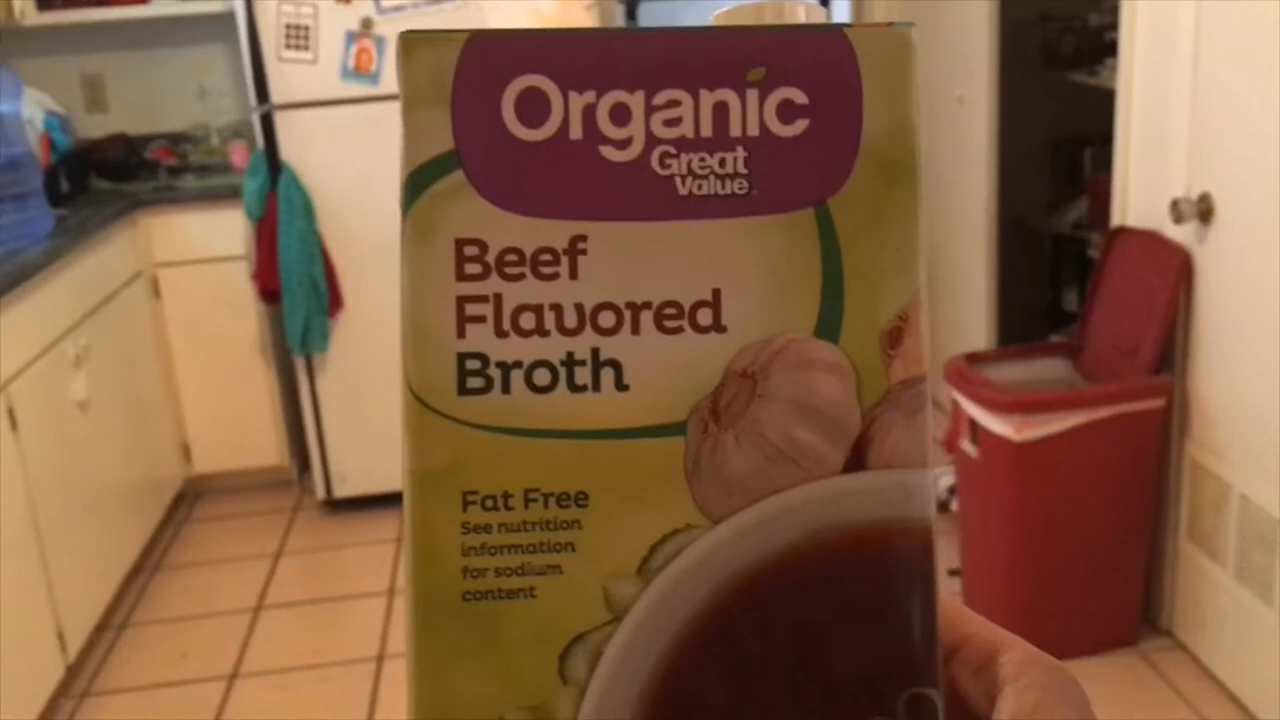 Organic
Great
Value
Beef
Flavored
Broth
Fat Free
See nutrition
information
for sodium
content